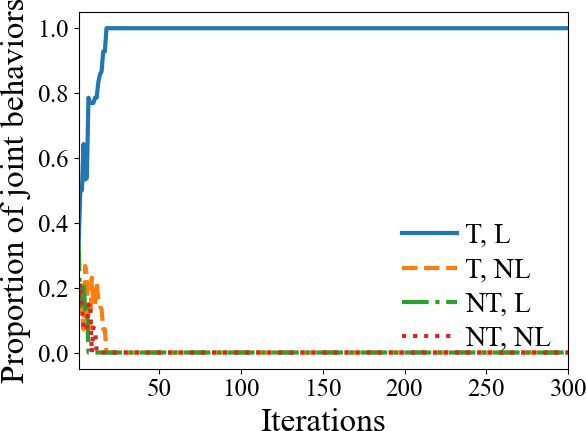 Proportion of joint behaviors
1.0
0.8
0.6
0.4
0.2
0.0
T, L
T, NL
NT, L
NT, NL
50 100 150 200 250 300
Iterations